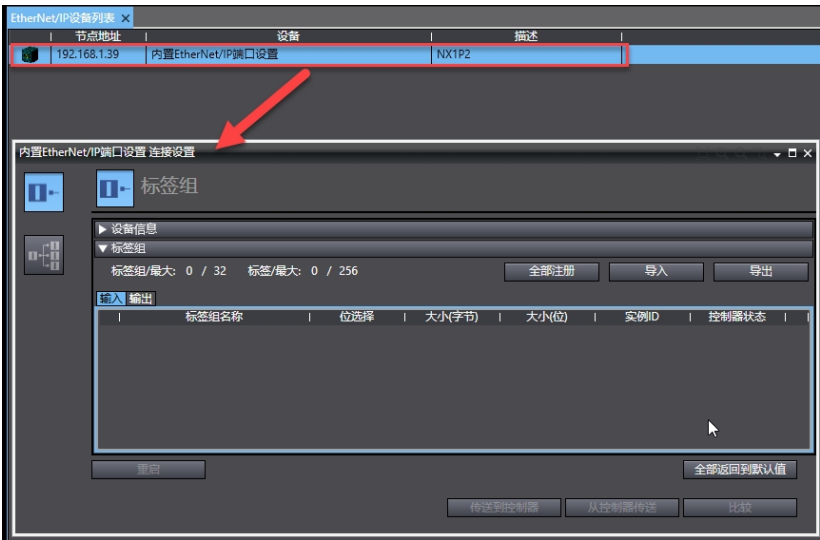 EtherNet/IP设备列表 ×
节点地址 设备 描述
192.168.1.39 内置EtherNet/IP端口设置 NX1P2
内置EtherNet/IP端口设置 连接设置
标签组
设备信息
标签组
标签组/最大: 0 / 32 标签/最大: 0 / 256 全部注册 导入 导出
输入 输出
标签组名称 位选择 大小(字节) 大小(位) 实例ID 控制器状态
重启 全部返回到默认值
传送到控制器 从控制器传送 比较